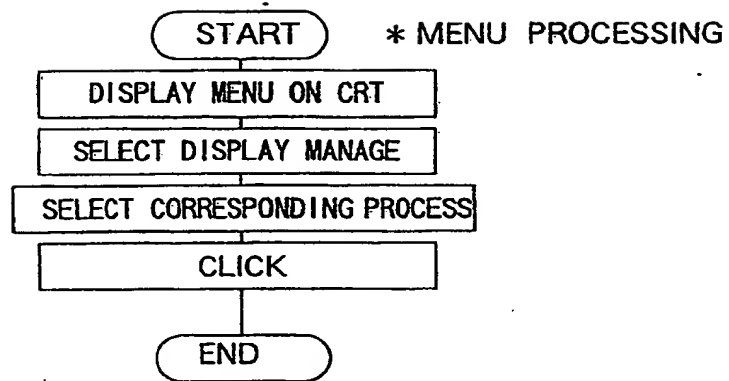 START * MENU PROCESSING
DISPLAY MENU ON CRT
SELECT DISPLAY MANAGE
SELECT CORRESPONDING PROCESS
CLICK
END